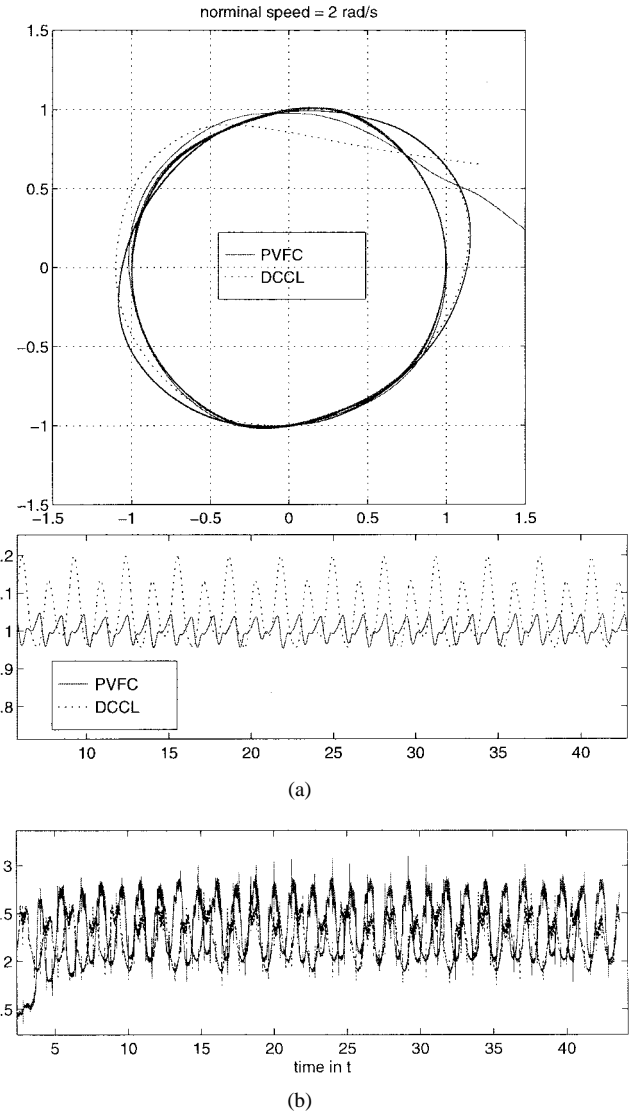 norminal speed = 2 rad/s
1.5
1
0.5
0
−0.5
−1
−1.5
PVFC
DCCL
−1.5 −1 −0.5 0 0.5 1 1.5
.2
.1
1
.9
.8
PVFC
DCCL
10 15 20 25 30 35 40
(a)
3
.5
2
.5
5 10 15 20 25 30 35 40
time in t
(b)